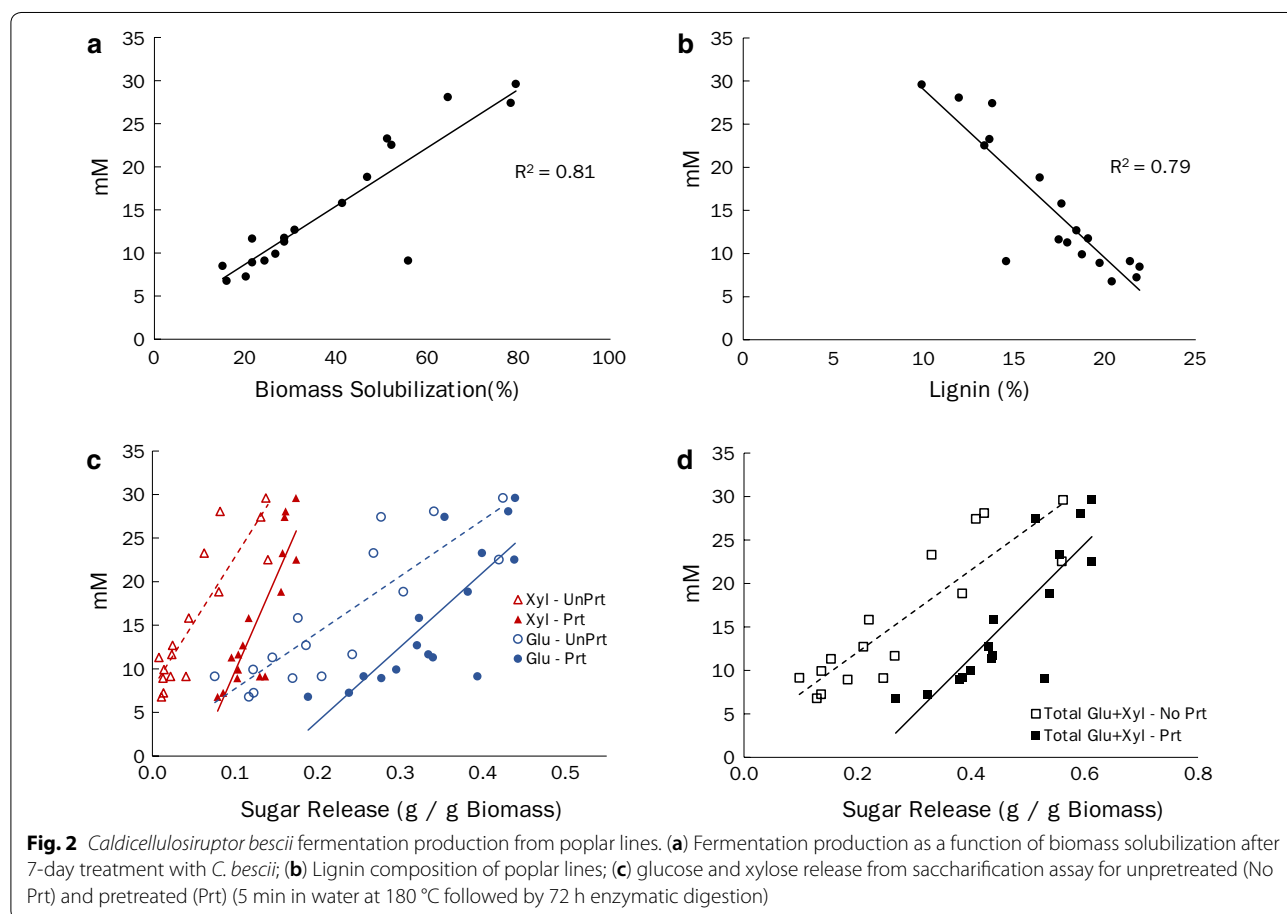 a
35
30
25
20
15
10
5
0
mM
R² = 0.81
0 20 40 60 80 100
Biomass Solubilization(%)
b
35
30
25
20
15
10
5
0
mM
R² = 0.79
0 5 10 15 20 25
Lignin (%)
c
35
30
25
20
15
10
5
0
mM
Xyl - UnPrt
Xyl - Prt
Glu - UnPrt
Glu - Prt
0.0 0.1 0.2 0.3 0.4 0.5
Sugar Release (g / g Biomass)
d
35
30
25
20
15
10
5
0
mM
Total Glu+Xyl - No Prt
Total Glu+Xyl - Prt
0.0 0.2 0.4 0.6 0.8
Sugar Release (g / g Biomass)
Fig. 2 Caldicellulosiruptor bescii fermentation production from poplar lines. (a) Fermentation production as a function of biomass solubilization after
7-day treatment with C. bescii; (b) Lignin composition of poplar lines; (c) glucose and xylose release from saccharification assay for unpretreated (No
Prt) and pretreated (Prt) (5 min in water at 180 °C followed by 72 h enzymatic digestion)